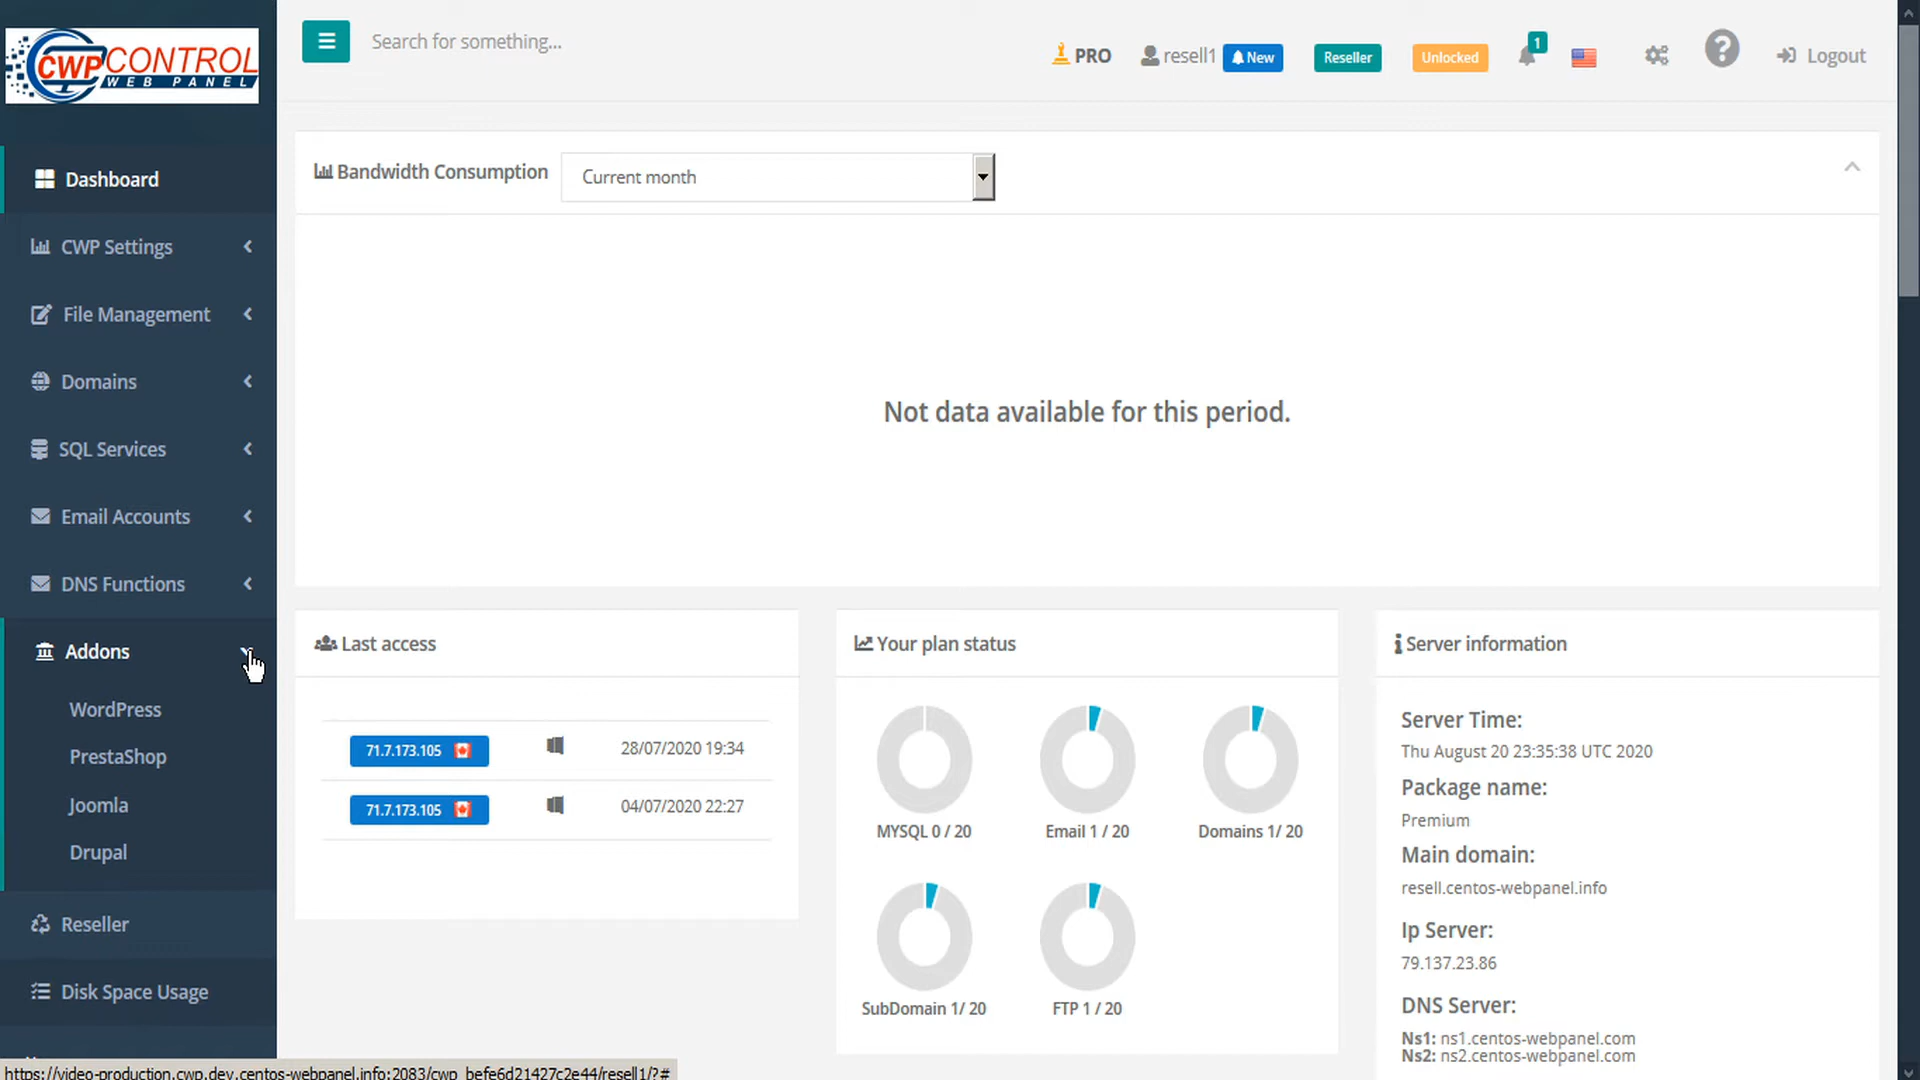 CWP CONTROL
WEB PANEL
Search for something...
PRO
resell1
New
Reseller
Unlocked
1
?
Logout
Dashboard
CWP Settings
File Management
Domains
SQL Services
Email Accounts
DNS Functions
Addons
WordPress
PrestaShop
Joomla
Drupal
Reseller
Disk Space Usage
Bandwidth Consumption
Current month
Not data available for this period.
Last access
71.7.173.105
28/07/2020 19:34
71.7.173.105
04/07/2020 22:27
Your plan status
MYSQL 0 / 20
Email 1 / 20
Domains 1/ 20
SubDomain 1/ 20
FTP 1 / 20
Server information
Server Time:
Thu August 20 23:35:38 UTC 2020
Package name:
Premium
Main domain:
resell.centos-webpanel.info
Ip Server:
79.137.23.86
DNS Server:
Ns1: ns1.centos-webpanel.com
Ns2: ns2.centos-webpanel.com
https://video-production.cwp.dev.centos-webpanel.info:2083/cwp_befe6d21427c2e44/resell1/?#